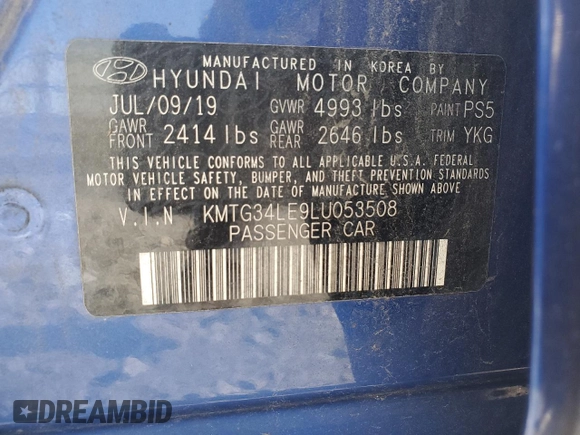 MANUFACTURED IN KOREA BY
HYUNDAI MOTOR COMPANY
JUL/09/19 GVWR 4993 lbs PAINT PS5
GAWR FRONT 2414 lbs GAWR REAR 2646 lbs TRIM YKG
THIS VEHICLE CONFORMS TO ALL APPLICABLE U.S.A. FEDERAL
MOTOR VEHICLE SAFETY, BUMPER, AND THEFT PREVENTION STANDARDS
IN EFFECT ON THE DATE OF MANUFACTURE SHOWN ABOVE
V.I.N KMTG34LE9LU053508
PASSENGER CAR
DREAMBID